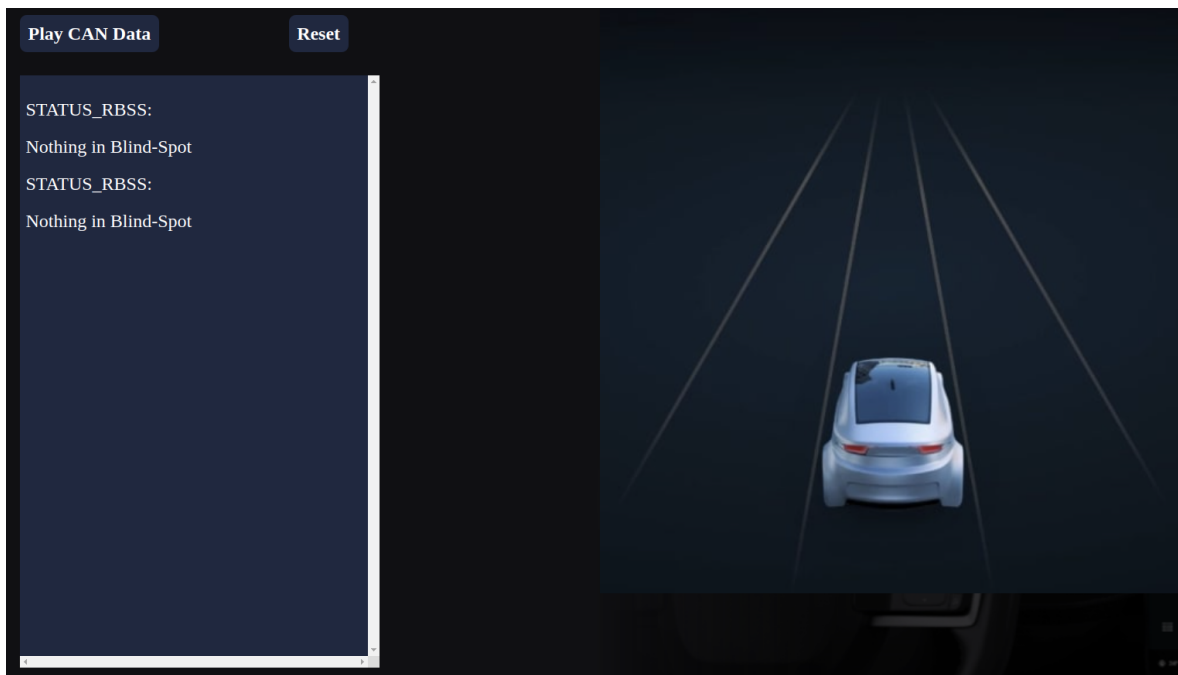 Play CAN Data
Reset
STATUS_RBSS:
Nothing in Blind-Spot
STATUS_RBSS:
Nothing in Blind-Spot